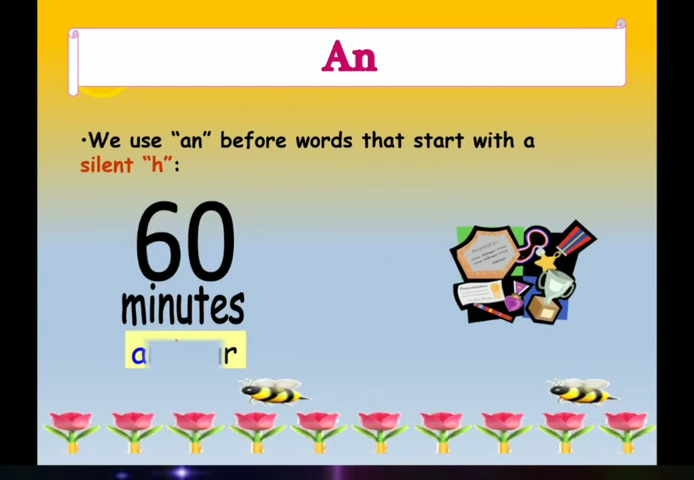 An
•We use “an” before words that start with a
silent “h”:
60
minutes